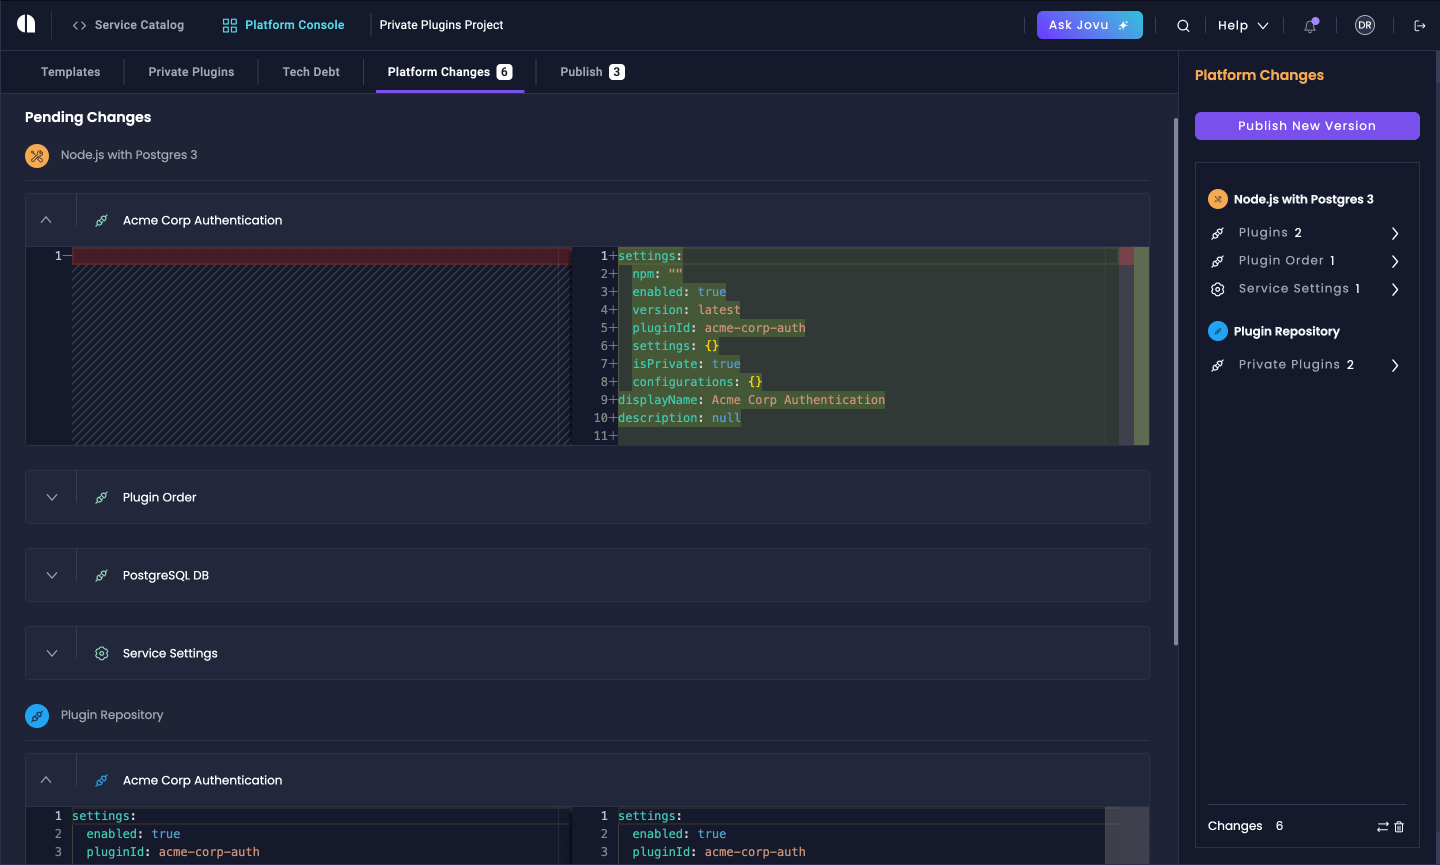 Service Catalog
Platform Console
Private Plugins Project
Ask Jovu
Help
DR
Templates
Private Plugins
Tech Debt
Platform Changes 6
Publish 3
Pending Changes
Node.js with Postgres 3
Acme Corp Authentication
1−
1+settings:
2+  npm: ""
3+  enabled: true
4+  version: latest
5+  pluginId: acme-corp-auth
6+  settings: {}
7+  isPrivate: true
8+  configurations: {}
9+displayName: Acme Corp Authentication
10+description: null
11+
Plugin Order
PostgreSQL DB
Service Settings
Plugin Repository
Acme Corp Authentication
1 settings:
2   enabled: true
3   pluginId: acme-corp-auth
1 settings:
2   enabled: true
3   pluginId: acme-corp-auth
Platform Changes
Publish New Version
Node.js with Postgres 3
Plugins 2
Plugin Order 1
Service Settings 1
Plugin Repository
Private Plugins 2
Changes 6